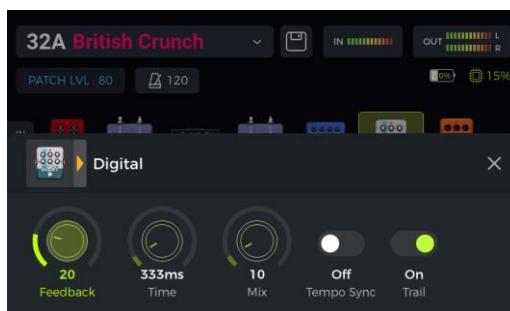 32A British Crunch
IN
OUT
L
R
PATCH LVL : 80
120
0%
15%
IN
Digital
20
333ms
10
Off
On
Feedback
Time
Mix
Tempo Sync
Trail